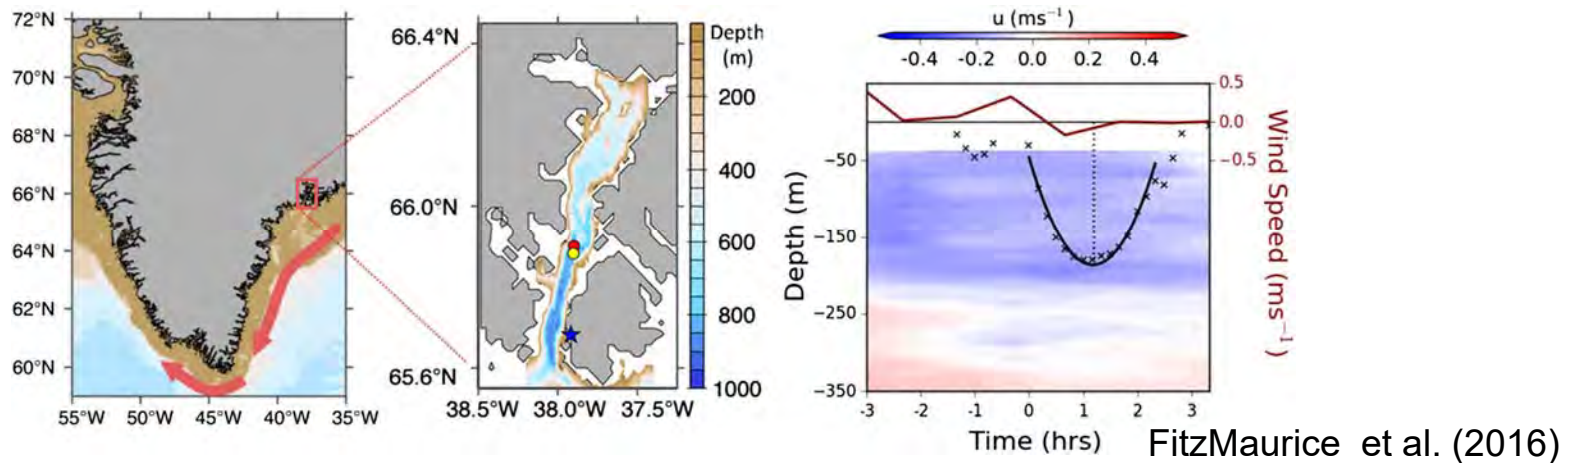 72°N
70°N
68°N
66°N
64°N
62°N
60°N
55°W 50°W 45°W 40°W 35°W
66.4°N
66.0°N
65.6°N
38.5°W 38.0°W 37.5°W
Depth
(m)
200
400
600
800
1000
u (ms⁻¹)
-0.4 -0.2 0.0 0.2 0.4
0.5
0.0
−0.5
Wind Speed (ms⁻¹)
−50
−150
−250
−350
Depth (m)
-3 -2 -1 0 1 2 3
Time (hrs)
FitzMaurice et al. (2016)